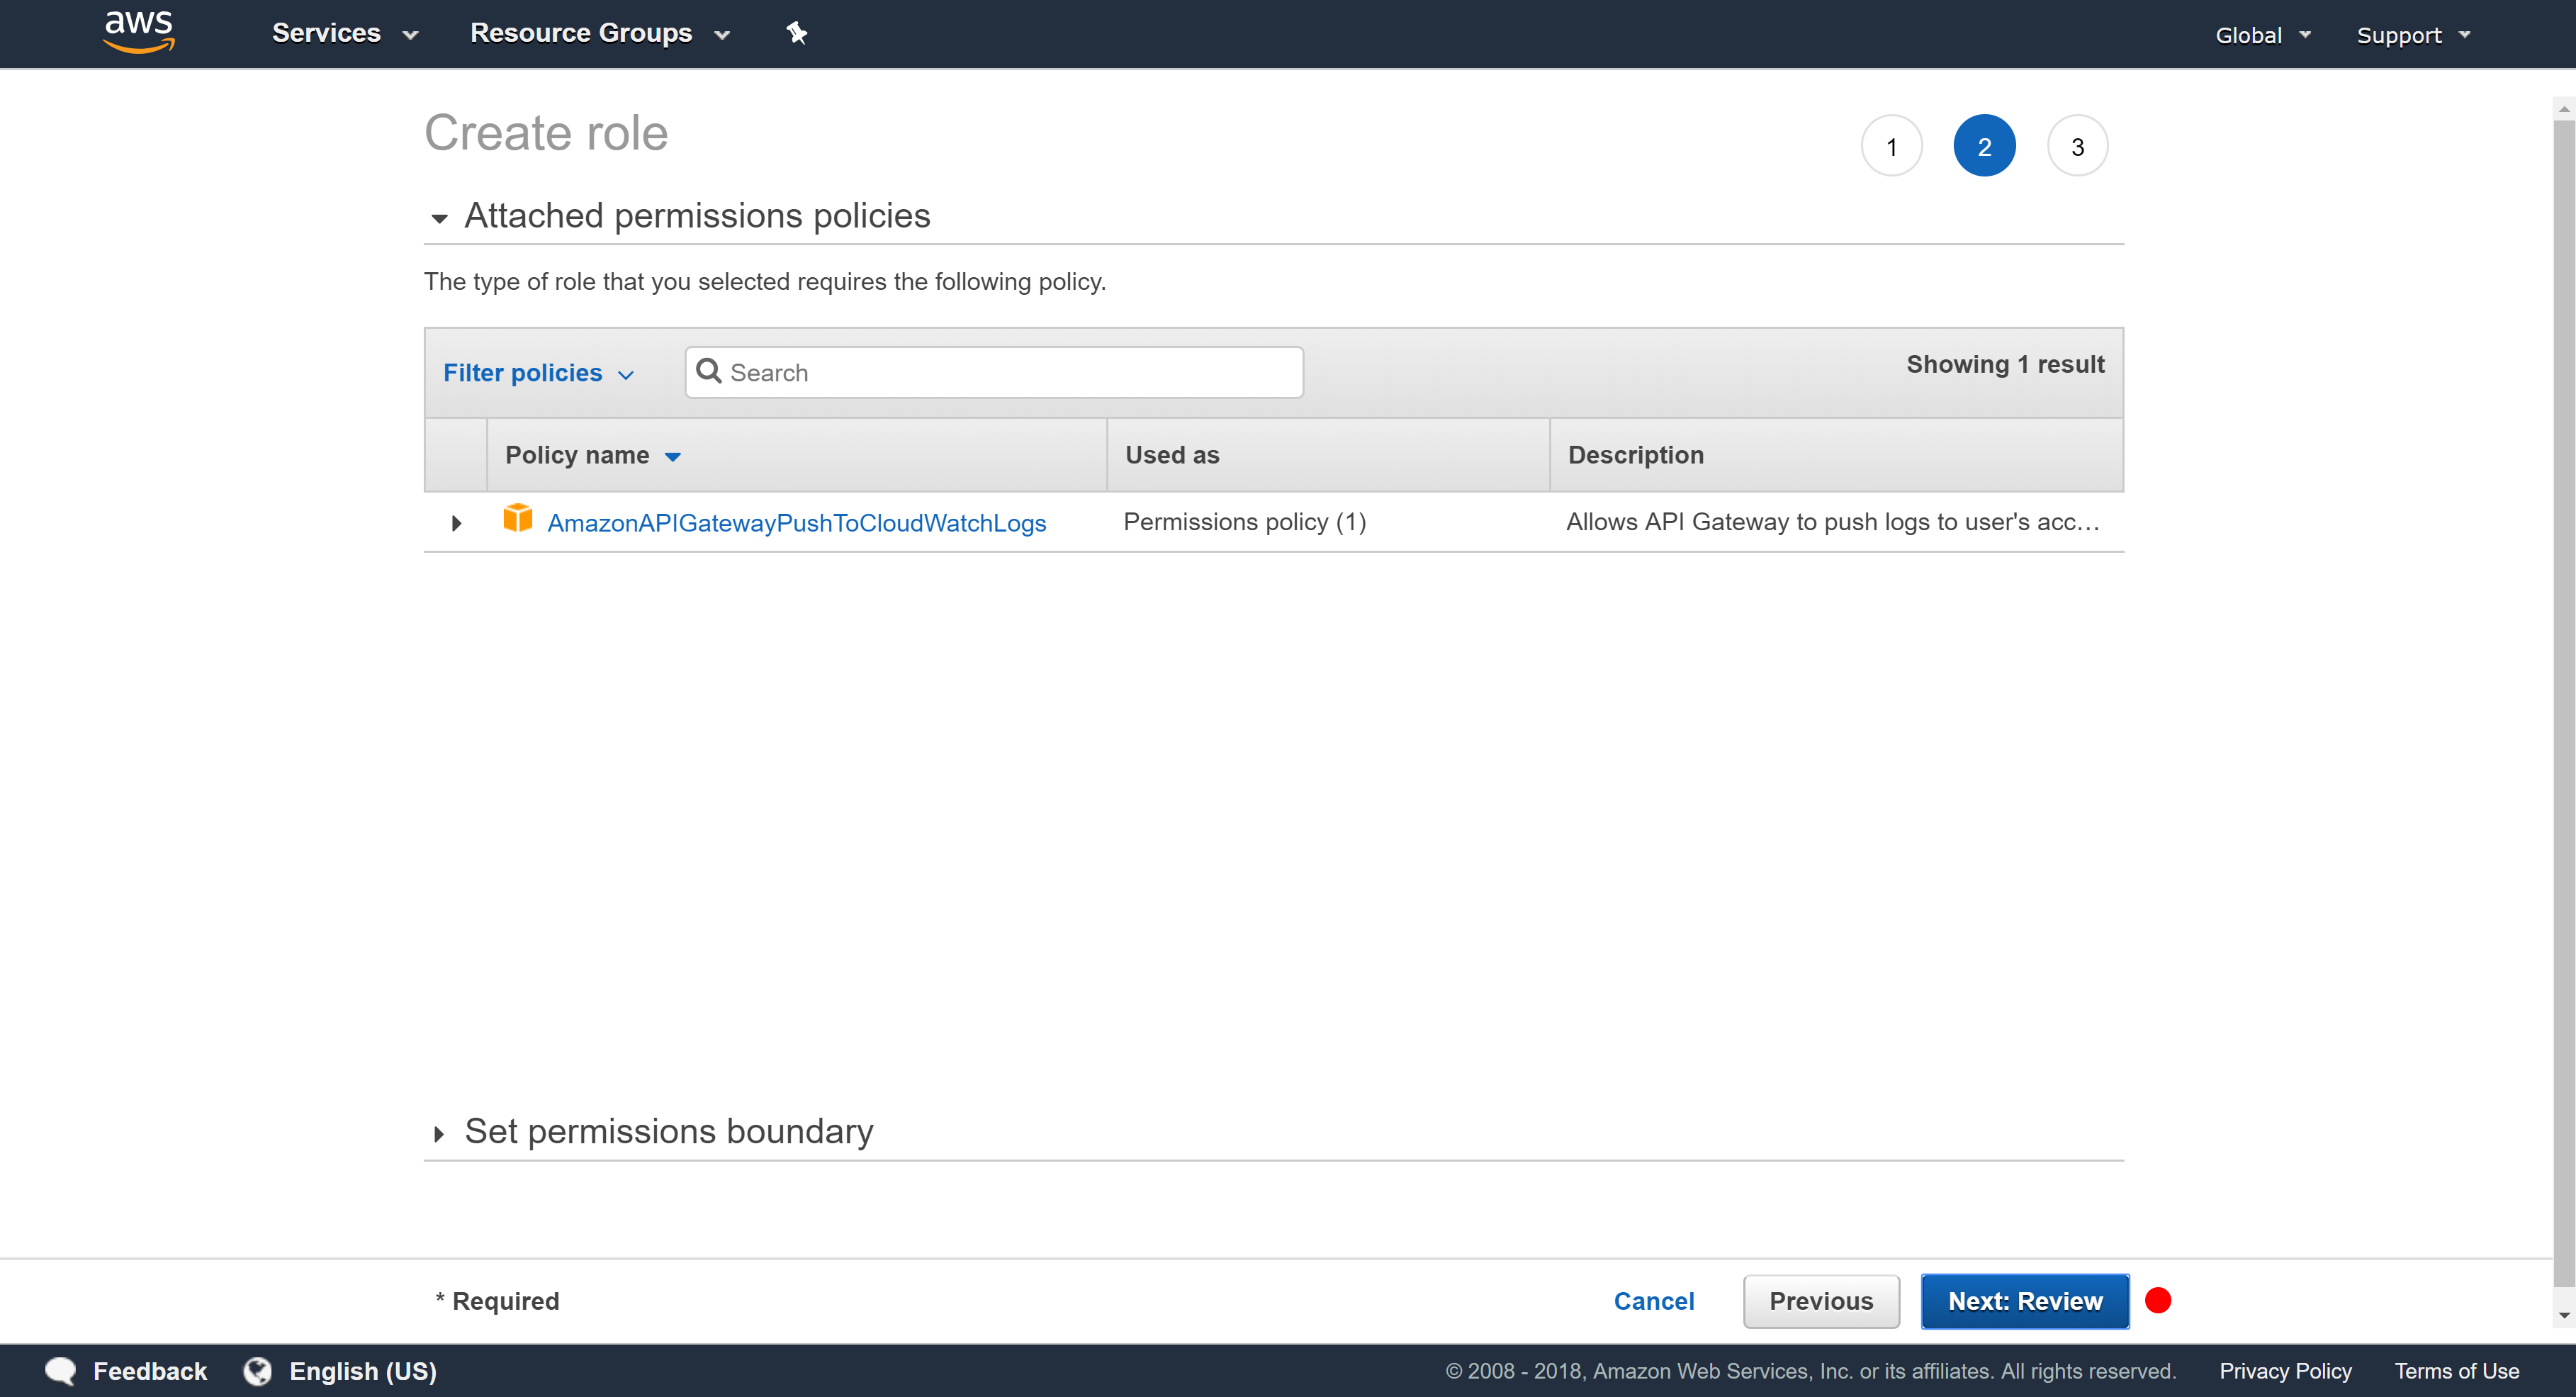 aws Services Resource Groups Global Support
Create role 1 2 3
Attached permissions policies
The type of role that you selected requires the following policy.
Filter policies Search Showing 1 result
Policy name Used as Description
AmazonAPIGatewayPushToCloudWatchLogs Permissions policy (1) Allows API Gateway to push logs to user's acc...
Set permissions boundary
* Required Cancel Previous Next: Review
Feedback English (US) © 2008 - 2018, Amazon Web Services, Inc. or its affiliates. All rights reserved. Privacy Policy Terms of Use